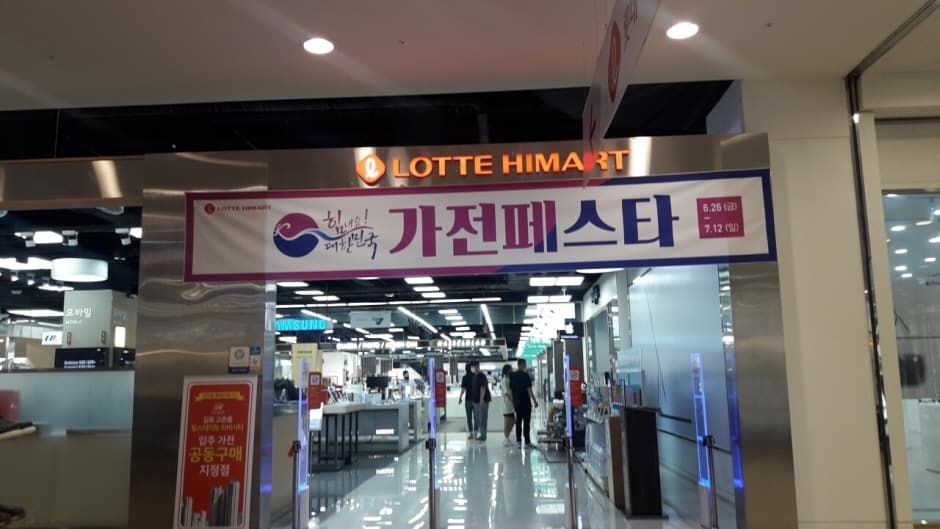 LOTTE HIMART
LOTTE HIMART
힘내요!
대한민국
가전페스타
6.26 (금)
–
7.12 (일)
모바일
MOBILE
SAMSUNG
입주 가전
공동구매
지정점